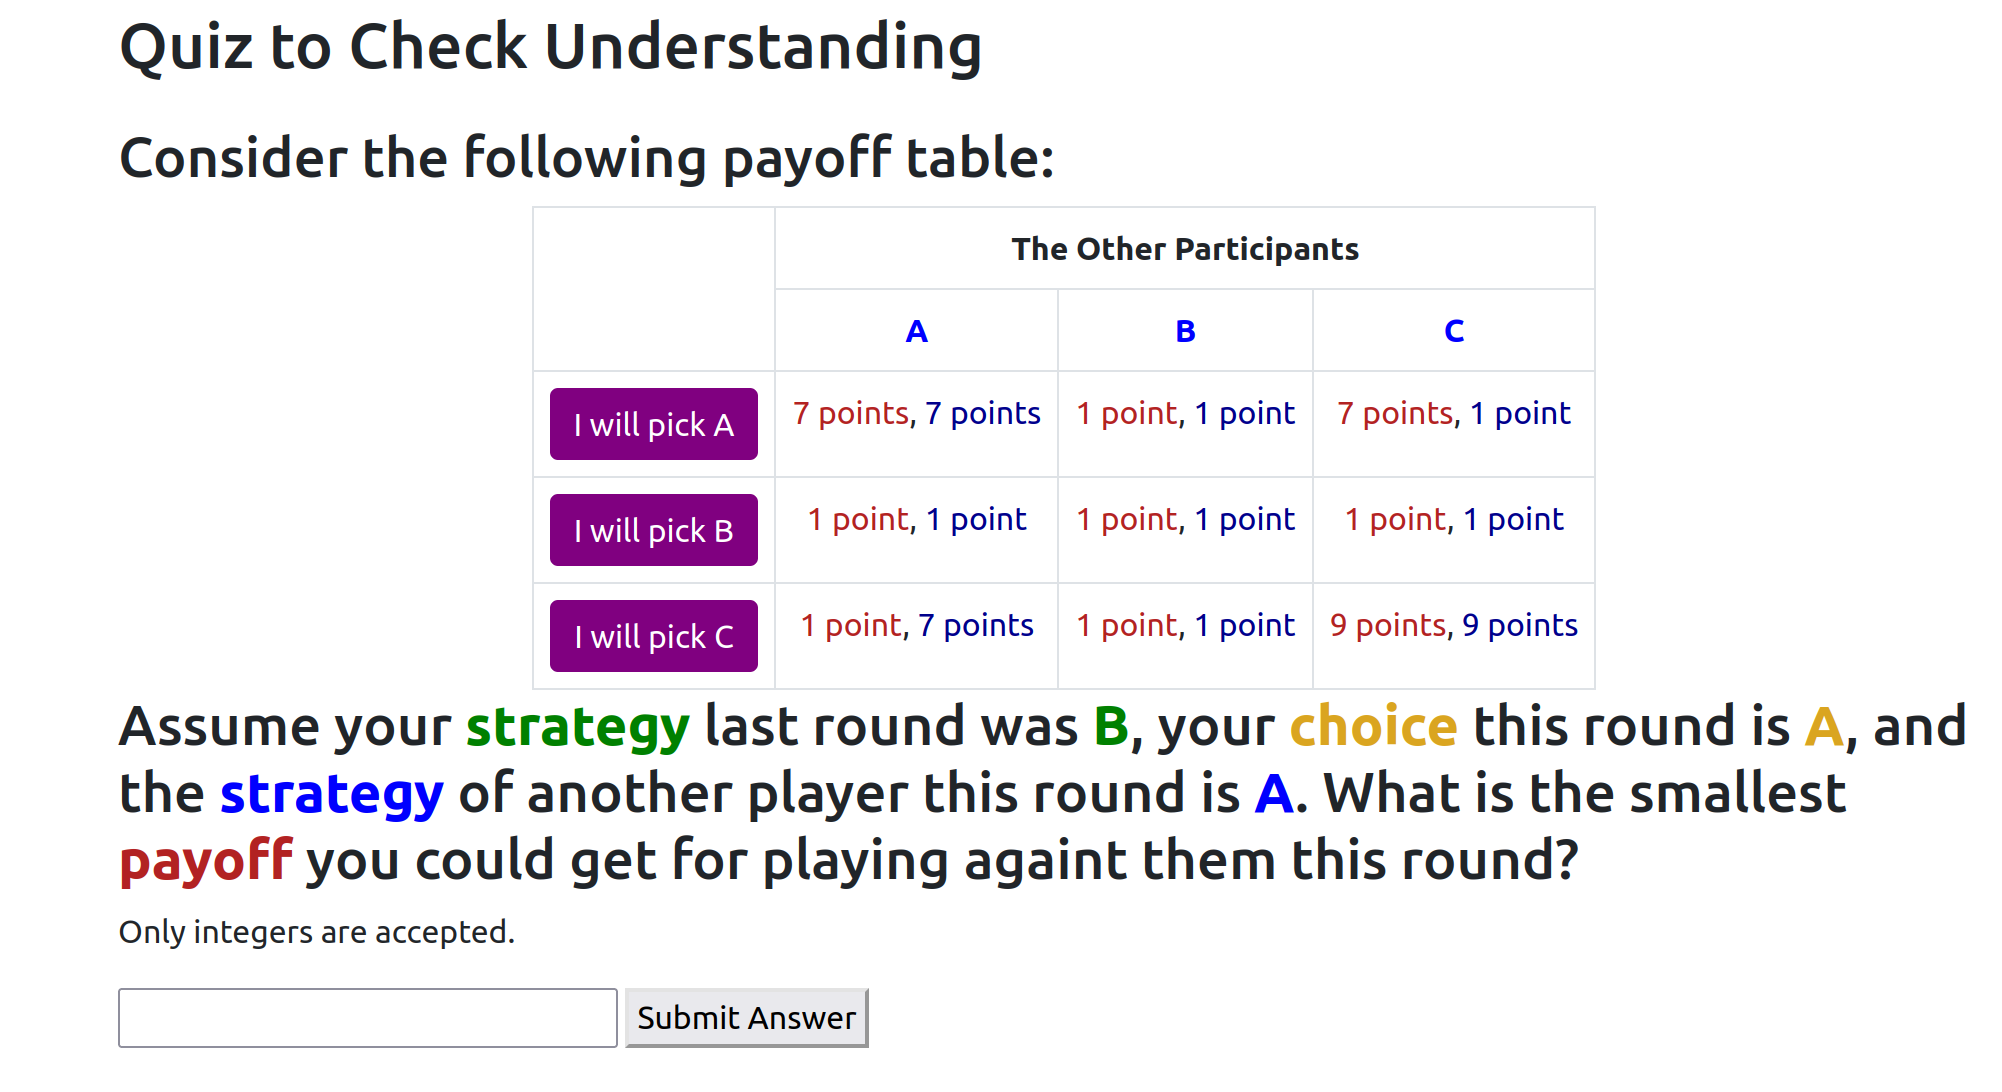 Quiz to Check Understanding
Consider the following payoff table:
The Other Participants
A B C
I will pick A 7 points, 7 points 1 point, 1 point 7 points, 1 point
I will pick B 1 point, 1 point 1 point, 1 point 1 point, 1 point
I will pick C 1 point, 7 points 1 point, 1 point 9 points, 9 points
Assume your strategy last round was B, your choice this round is A, and
the strategy of another player this round is A. What is the smallest
payoff you could get for playing againt them this round?
Only integers are accepted.
Submit Answer